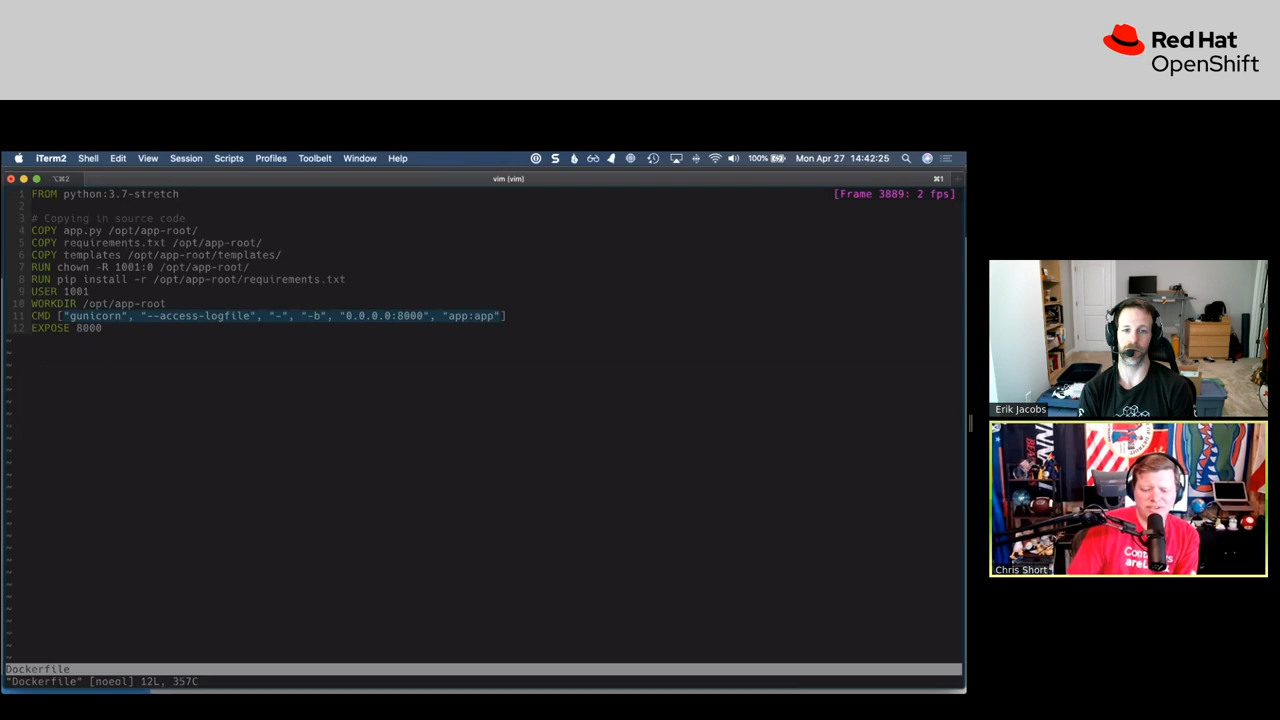 Red Hat
OpenShift
iTerm2 Shell Edit View Session Scripts Profiles Toolbelt Window Help
100%
Mon Apr 27 14:42:25
⌥⌘2
vim (vim)
⌘1
1 FROM python:3.7-stretch
[Frame 3889: 2 fps]
2
3 # Copying in source code
4 COPY app.py /opt/app-root/
5 COPY requirements.txt /opt/app-root/
6 COPY templates /opt/app-root/templates/
7 RUN chown -R 1001:0 /opt/app-root/
8 RUN pip install -r /opt/app-root/requirements.txt
9 USER 1001
10 WORKDIR /opt/app-root
11 CMD ["gunicorn", "--access-logfile", "-", "-b", "0.0.0.0:8000", "app:app"]
12 EXPOSE 8000
Dockerfile
"Dockerfile" [noeol] 12L, 357C
Erik Jacobs
Chris Short